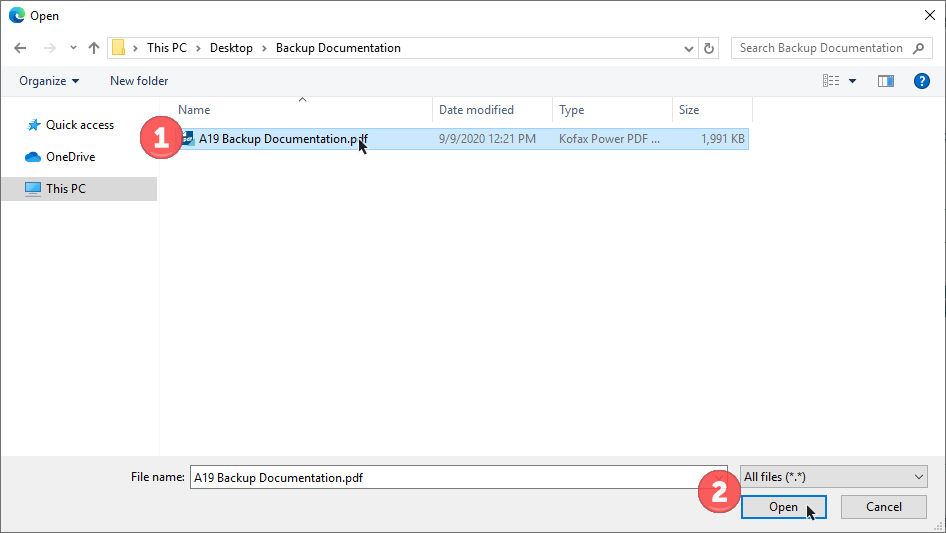 Open
This PC > Desktop > Backup Documentation
Search Backup Documentation
Organize
New folder
Name
Date modified
Type
Size
Quick access
OneDrive
This PC
1
A19 Backup Documentation.pdf
9/9/2020 12:21 PM
Kofax Power PDF ...
1,991 KB
File name:
A19 Backup Documentation.pdf
All files (*.*)
2
Open
Cancel